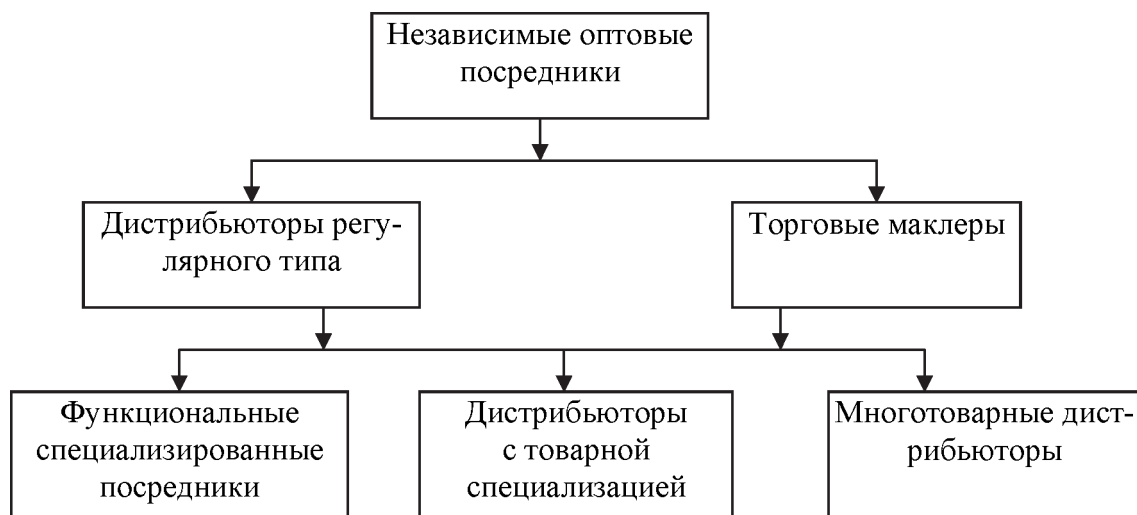 Независимые оптовые
посредники
Дистрибьюторы регу-
лярного типа
Торговые маклеры
Функциональные
специализированные
посредники
Дистрибьюторы
с товарной
специализацией
Многотоварные дист-
рибьюторы